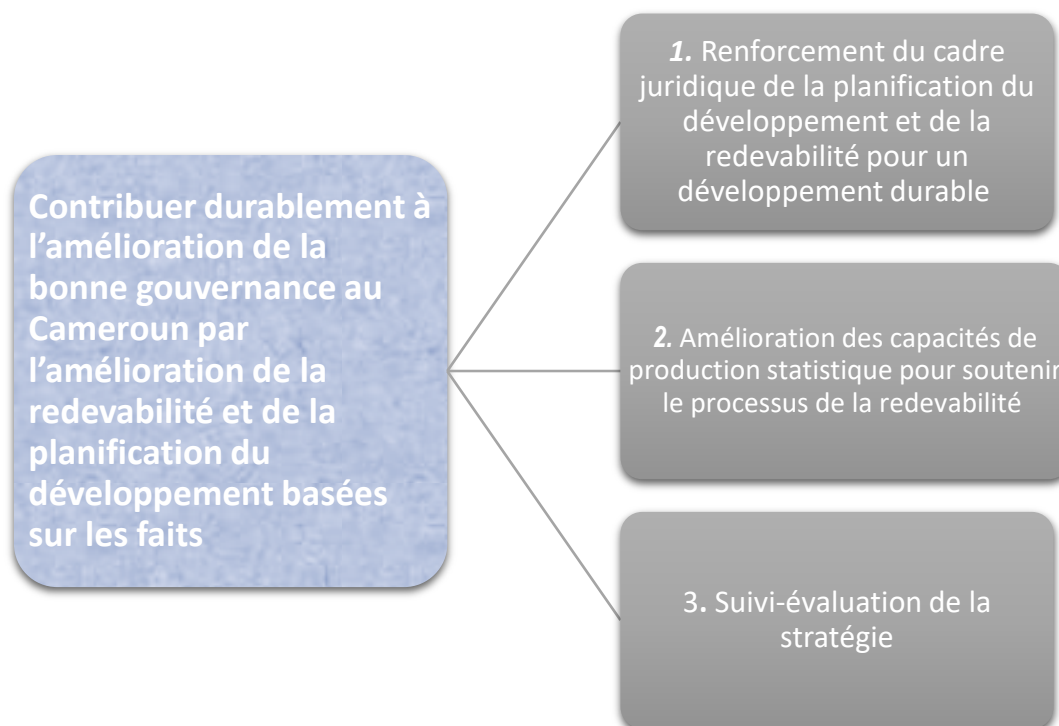 Contribuer durablement à
l’amélioration de la
bonne gouvernance au
Cameroun par
l’amélioration de la
redevabilité et de la
planification du
développement basées
sur les faits
1. Renforcement du cadre
juridique de la planification du
développement et de la
redevabilité pour un
développement durable
2. Amélioration des capacités de
production statistique pour soutenir
le processus de la redevabilité
3. Suivi-évaluation de la
stratégie